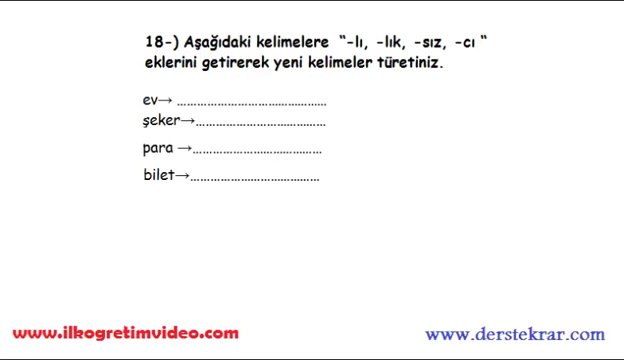 18-) Aşağıdaki kelimelere "-lı, -lık, -sız, -cı "
eklerini getirerek yeni kelimeler türetiniz.
ev→ ................................................
şeker→..........................................
para →..........................................
bilet→..........................................
www.ilkogretimvideo.com
www.derstekrar.com